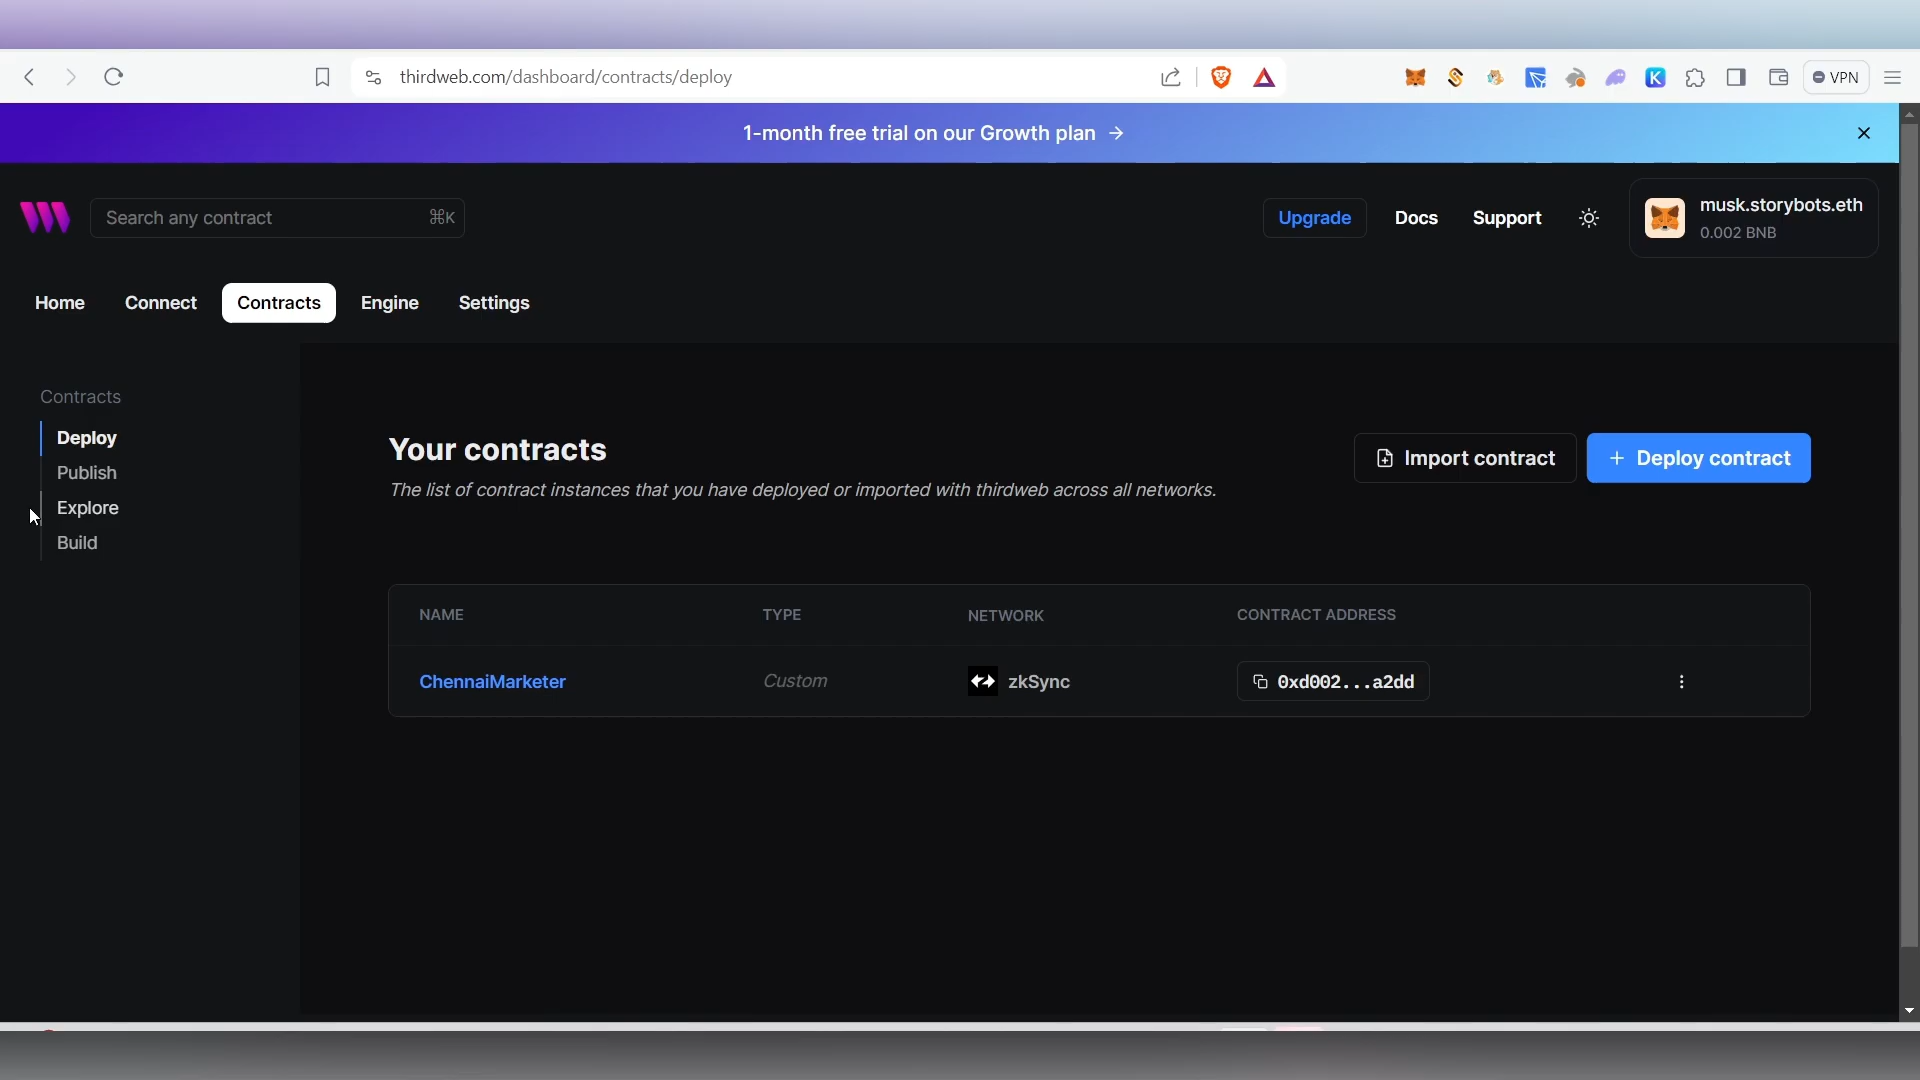 thirdweb.com/dashboard/contracts/deploy
VPN
1-month free trial on our Growth plan →
Search any contract ⌘K
Upgrade Docs Support
musk.storybots.eth
0.002 BNB
Home Connect Contracts Engine Settings
Contracts
Deploy
Publish
Explore
Build
Your contracts
The list of contract instances that you have deployed or imported with thirdweb across all networks.
Import contract
+ Deploy contract
NAME TYPE NETWORK CONTRACT ADDRESS
ChennaiMarketer Custom zkSync 0xd002...a2dd